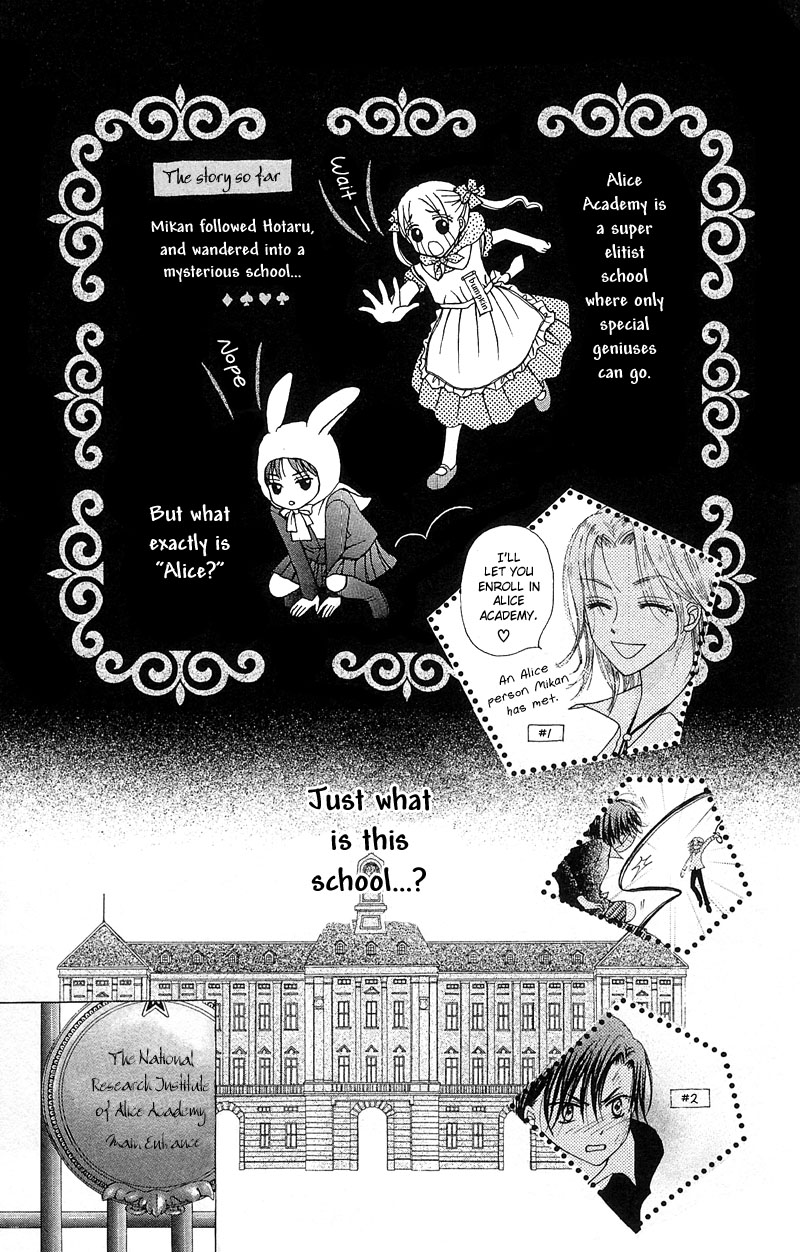 The story so far
Mikan followed Hotaru,
and wandered into a
mysterious school...
♦ ♠ ♥ ♣
Wait—
bumpkin
Alice
Academy is
a super
elitist
school
where only
special
geniuses
can go.
Nope
But what
exactly is
"Alice?"
I'LL
LET YOU
ENROLL IN
ALICE
ACADEMY.
♡
An Alice
person Mikan
has met.
#1
Just what
is this
school...?
#2
The National
Research Institute
of Alice Academy
Main Entrance